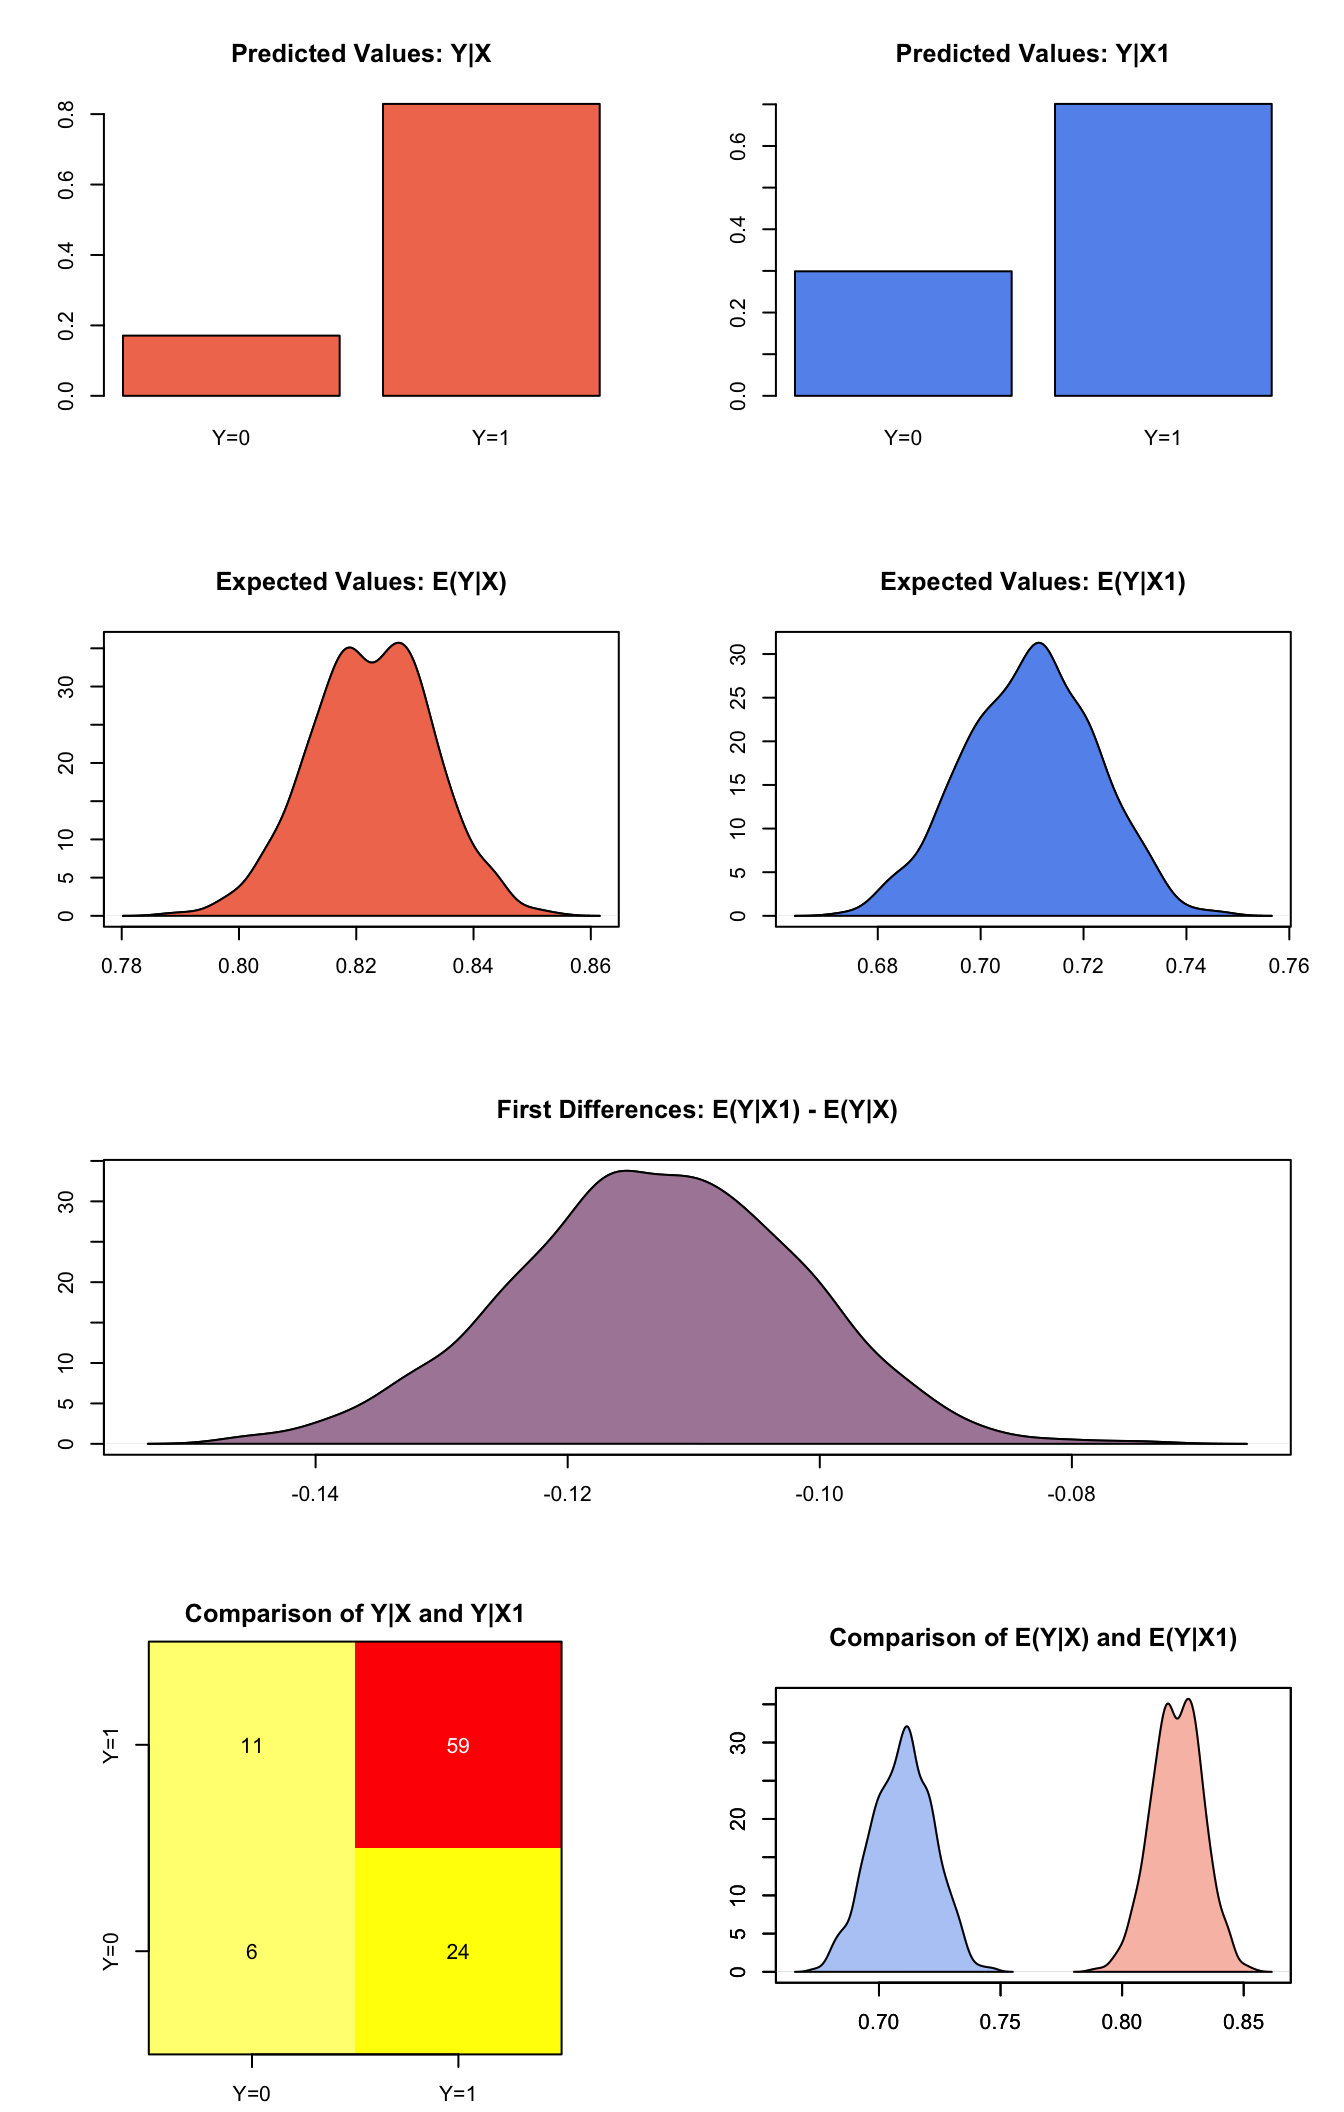 Predicted Values: Y|X
0.8
0.6
0.4
0.2
0.0
Y=0 Y=1
Predicted Values: Y|X1
0.6
0.4
0.2
0.0
Y=0 Y=1
Expected Values: E(Y|X)
30
20
10
5
0
0.78 0.80 0.82 0.84 0.86
Expected Values: E(Y|X1)
30
25
20
15
10
5
0
0.68 0.70 0.72 0.74 0.76
First Differences: E(Y|X1) - E(Y|X)
30
20
10
5
0
-0.14 -0.12 -0.10 -0.08
Comparison of Y|X and Y|X1
Y=1 11 59
Y=0 6 24
Y=0 Y=1
Comparison of E(Y|X) and E(Y|X1)
30
20
10
5
0
0.70 0.75 0.80 0.85